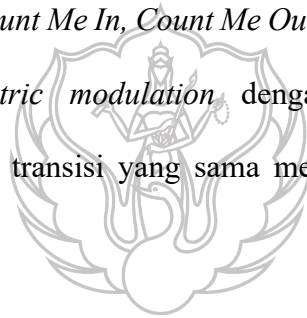 unt Me In, Count Me Ou
tric modulation denga
transisi yang sama me